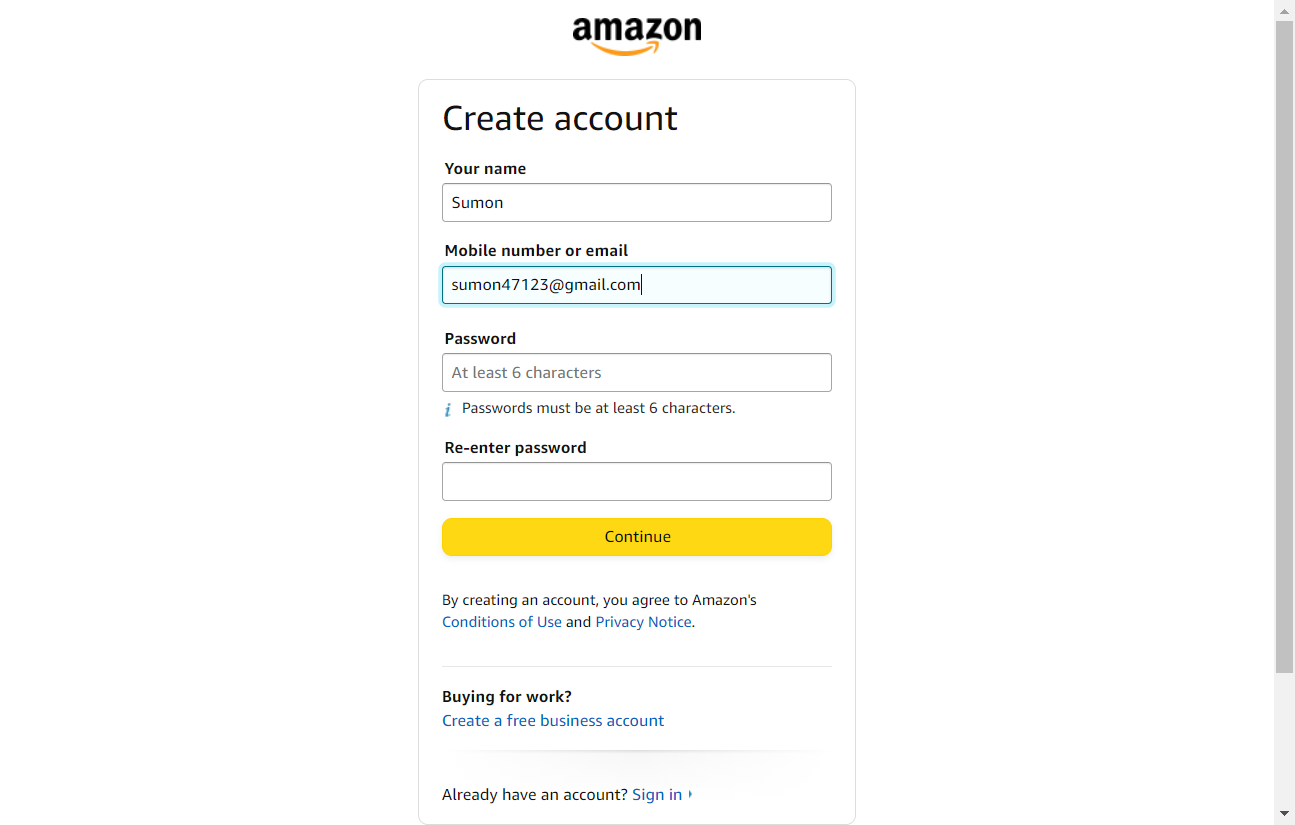 amazon
Create account
Your name
Sumon
Mobile number or email
sumon47123@gmail.com
Password
At least 6 characters
i Passwords must be at least 6 characters.
Re-enter password
Continue
By creating an account, you agree to Amazon's
Conditions of Use and Privacy Notice.
Buying for work?
Create a free business account
Already have an account? Sign in